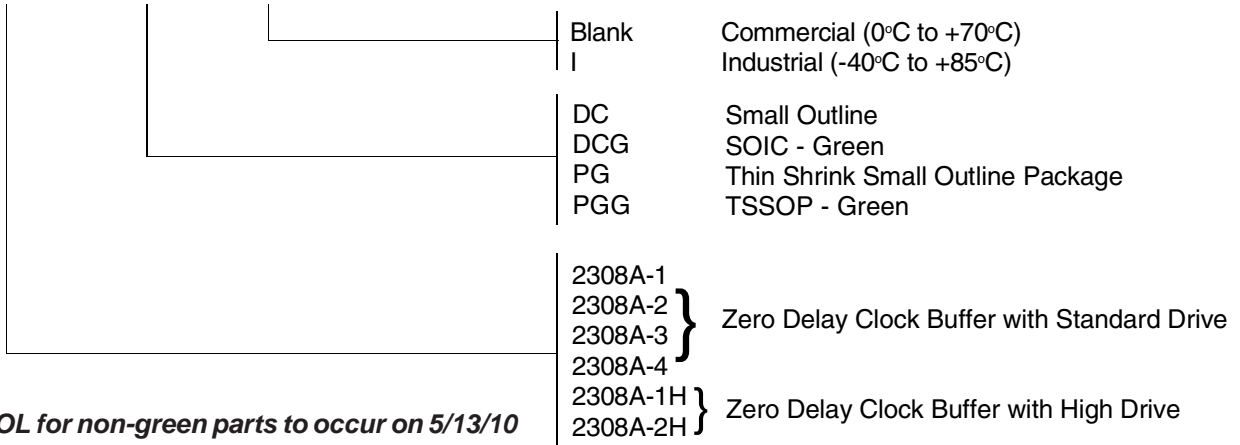 Blank Commercial (0°C to +70°C)
I Industrial (-40°C to +85°C)
DC Small Outline
DCG SOIC - Green
PG Thin Shrink Small Outline Package
PGG TSSOP - Green
2308A-1
2308A-2
2308A-3
2308A-4
} Zero Delay Clock Buffer with Standard Drive
2308A-1H
2308A-2H
} Zero Delay Clock Buffer with High Drive
OL for non-green parts to occur on 5/13/10